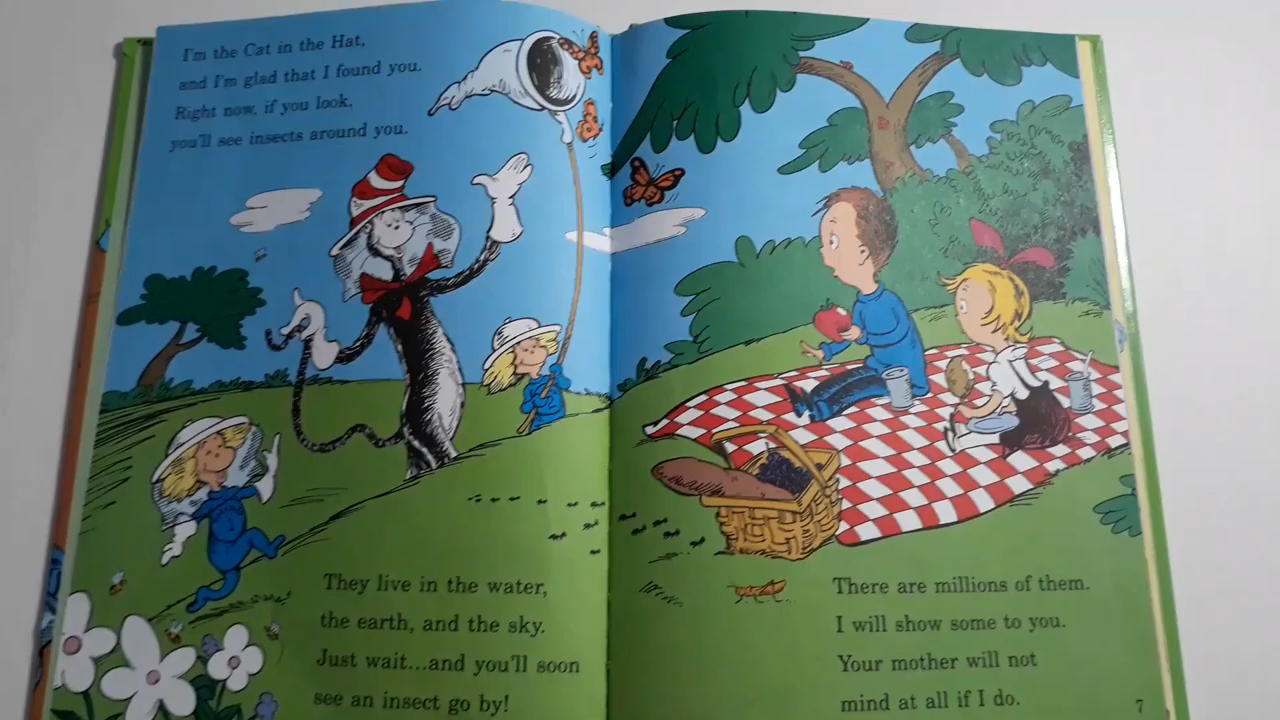 I'm the Cat in the Hat,
and I'm glad that I found you.
Right now, if you look,
you'll see insects around you.
They live in the water,
the earth, and the sky.
Just wait...and you'll soon
see an insect go by!
There are millions of them.
I will show some to you.
Your mother will not
mind at all if I do.
7